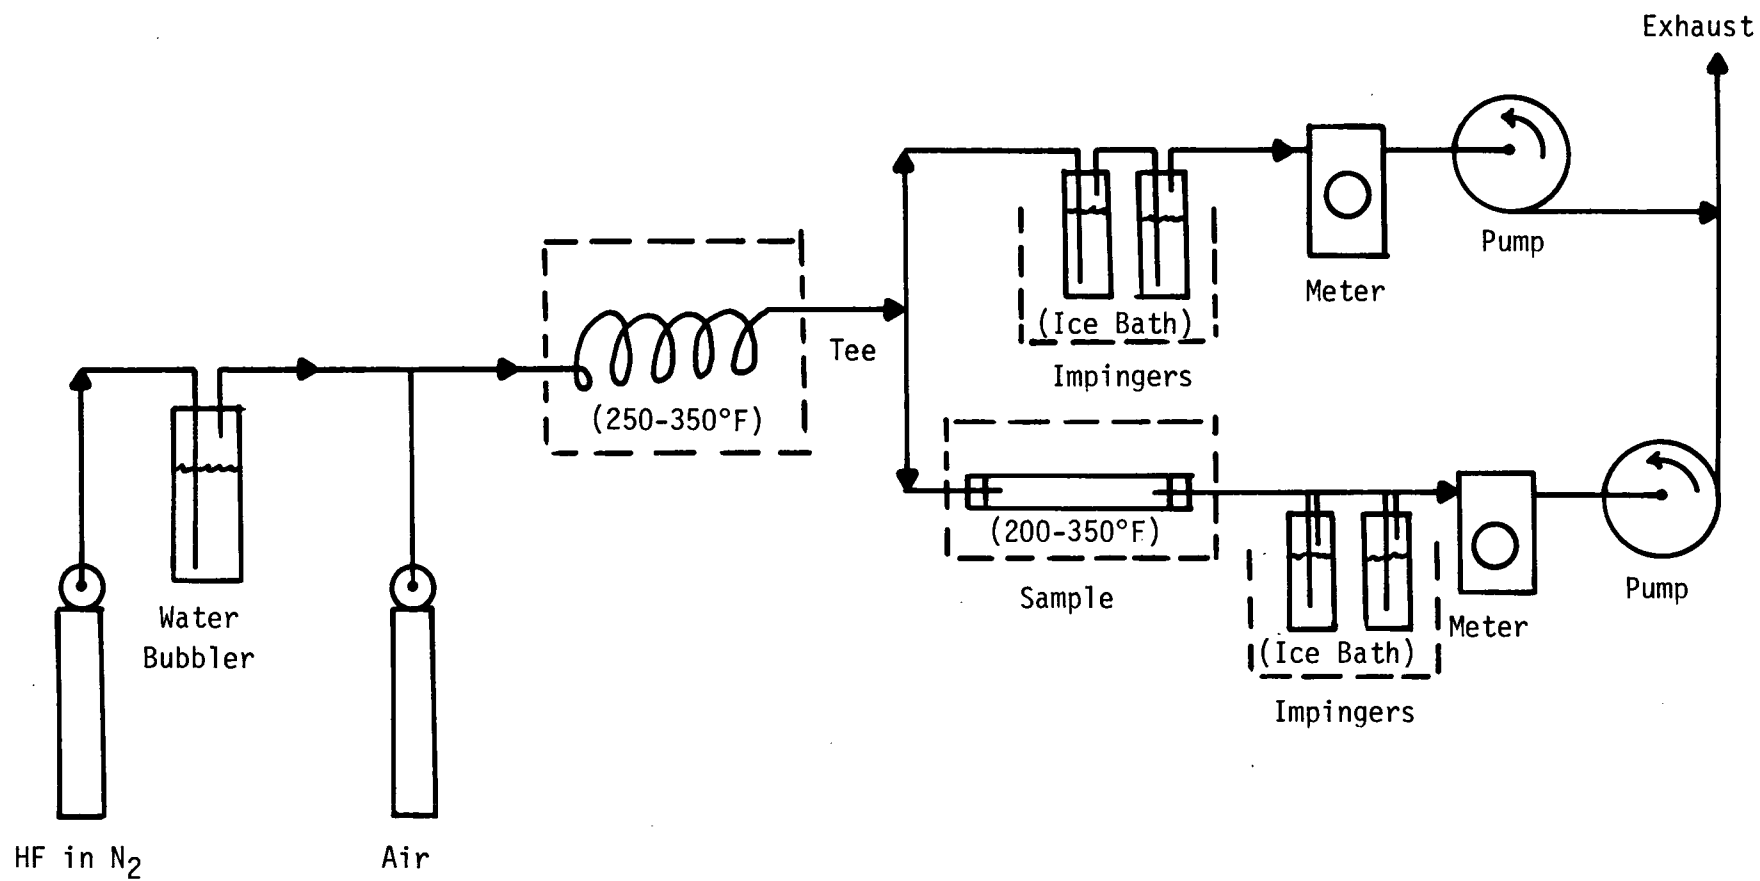 Exhaust
Pump
Meter
(Ice Bath)
Impingers
Tee
(250-350°F)
(200-350°F)
Sample
Pump
Meter
(Ice Bath)
Impingers
Water
Bubbler
HF in N2
Air